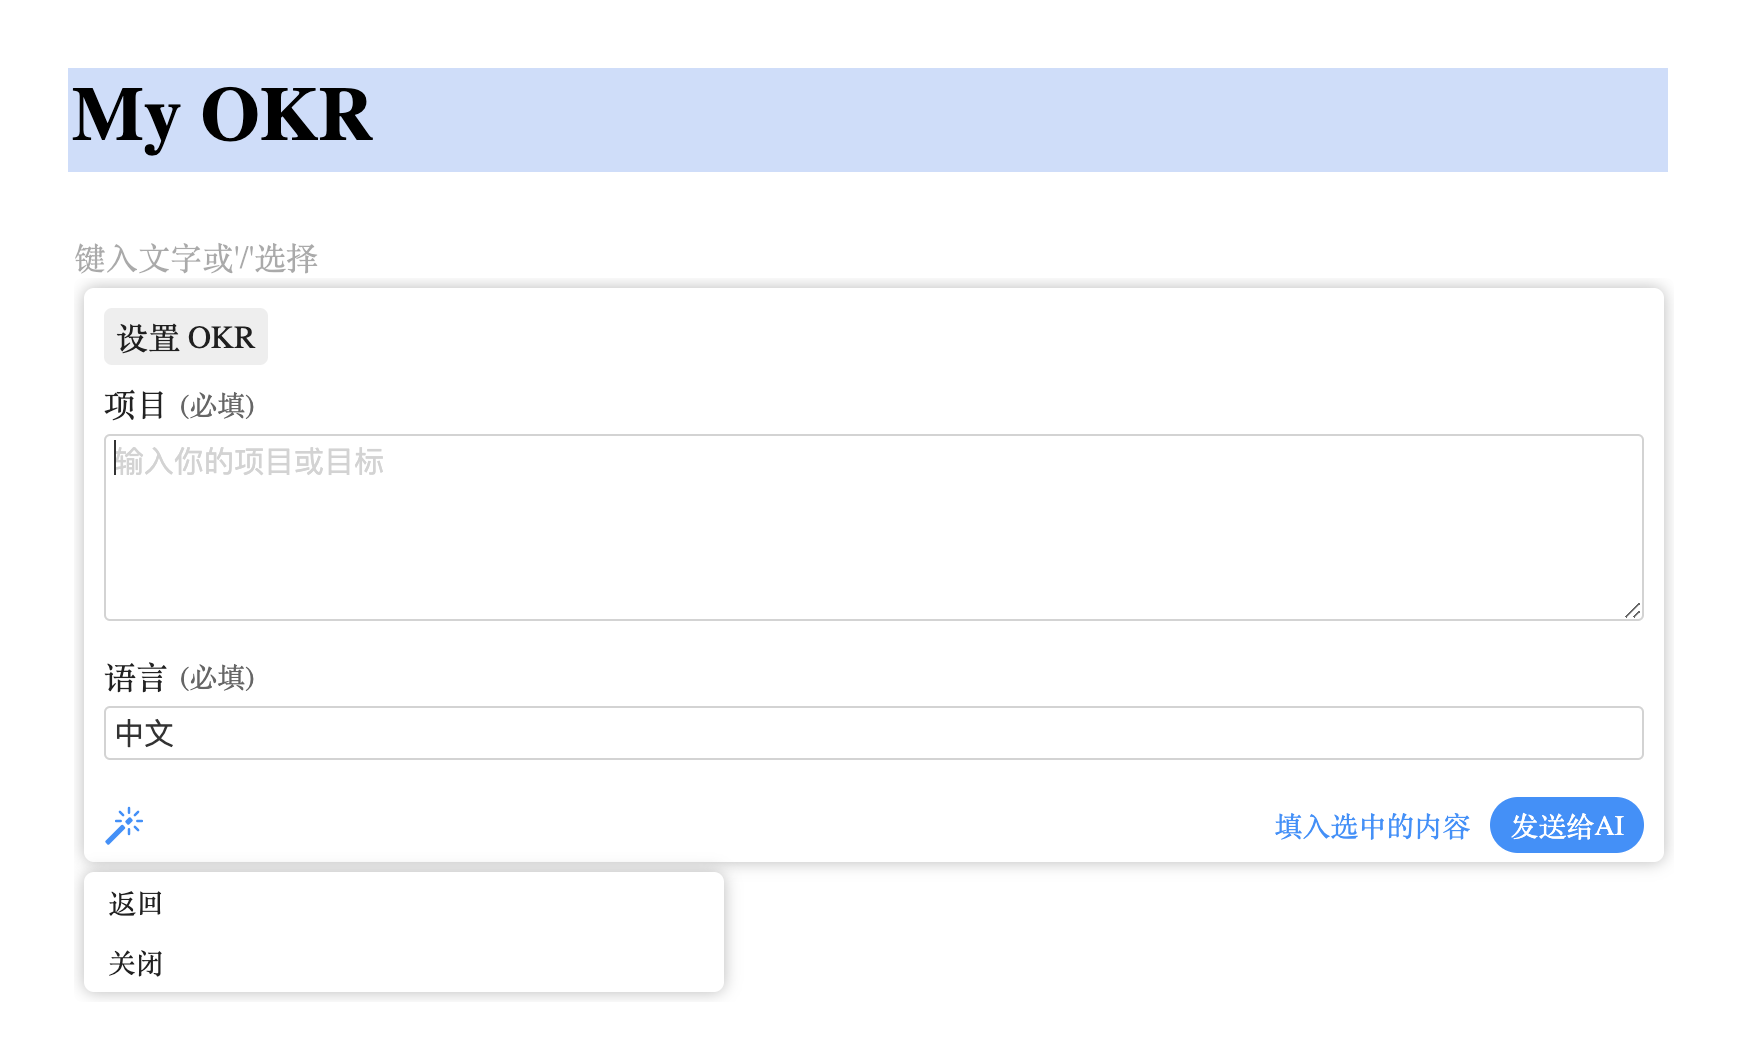 My OKR
键入文字或'/'选择
设置 OKR
项目 (必填)
输入你的项目或目标
语言 (必填)
中文
填入选中的内容 发送给AI
返回
关闭